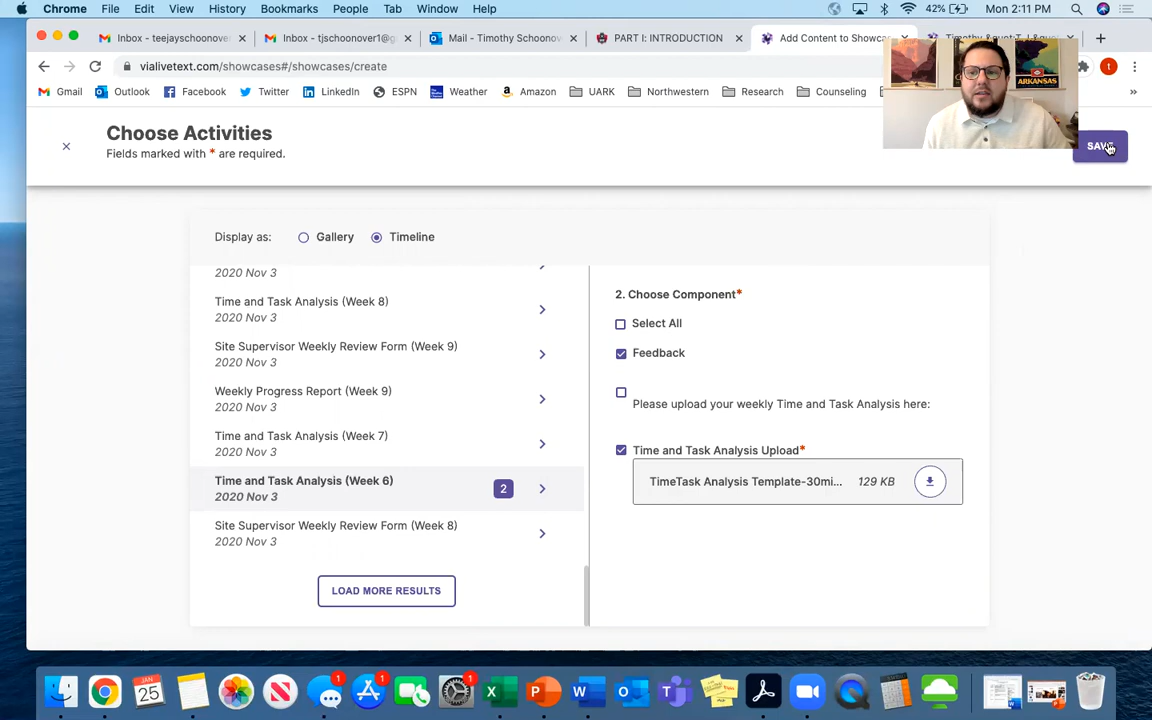 Chrome File Edit View History Bookmarks People Tab Window Help 42% Mon 2:11 PM
Inbox - teejayschoonover × Inbox - tjschoonover1@g × Mail - Timothy Schoonov × PART I: INTRODUCTION × Add Content to Showca × Timothy &quot;T.J.&quot; ×
vialivetext.com/showcases#/showcases/create t
Gmail Outlook Facebook Twitter LinkedIn ESPN Weather Amazon UARK Northwestern Research Counseling »
ARKANSAS
Choose Activities
Fields marked with * are required.
SAVE
Display as: Gallery Timeline
2020 Nov 3
Time and Task Analysis (Week 8)
2020 Nov 3
Site Supervisor Weekly Review Form (Week 9)
2020 Nov 3
Weekly Progress Report (Week 9)
2020 Nov 3
Time and Task Analysis (Week 7)
2020 Nov 3
Time and Task Analysis (Week 6)
2020 Nov 3
2
Site Supervisor Weekly Review Form (Week 8)
2020 Nov 3
LOAD MORE RESULTS
2. Choose Component*
Select All
Feedback
Please upload your weekly Time and Task Analysis here:
Time and Task Analysis Upload*
TimeTask Analysis Template-30mi... 129 KB
JAN
25
1
1
1